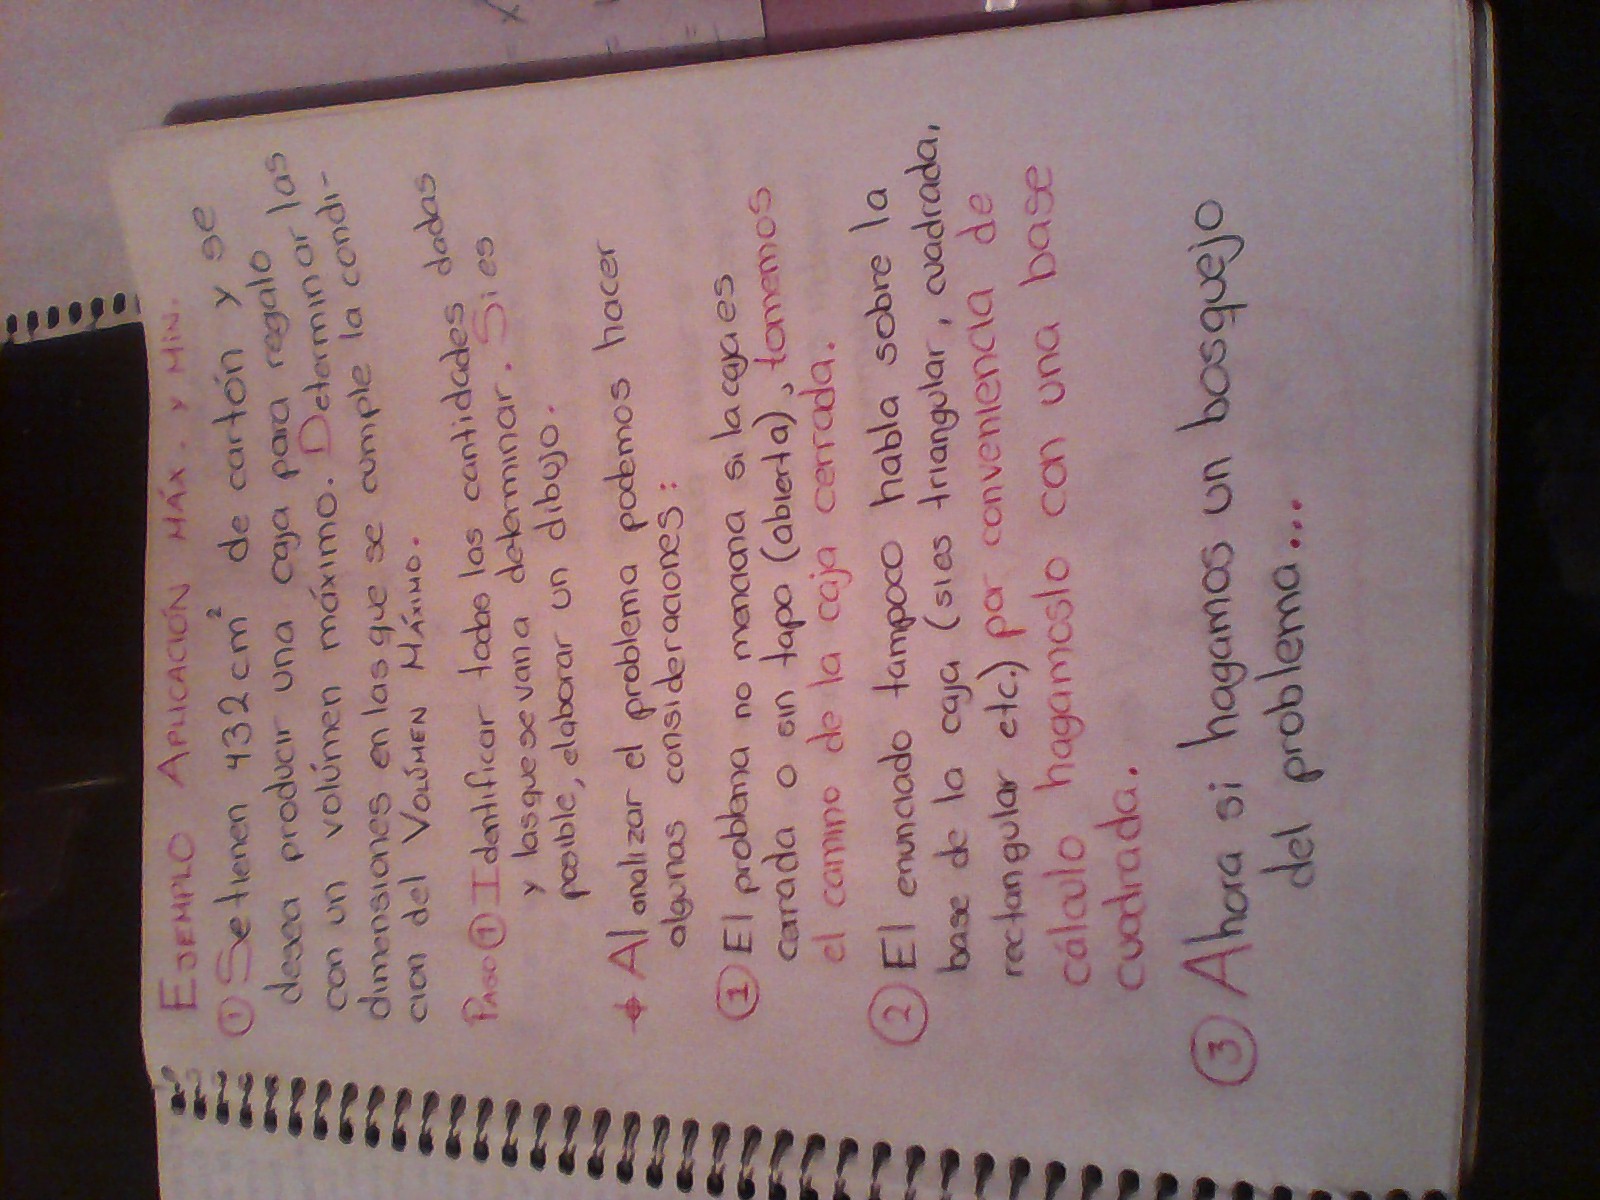 EJEMPLO APLICACIÓN MÁX. Y MÍN.
① Se tienen 432 cm² de cartón y se
desea producir una caja para regalo
con un volúmen máximo. Determinar las
dimensiones en las que se cumple la condi-
cion del VOLÚMEN MÁXIMO.
PASO ① Identificar todas las cantidades dadas
y las que se van a determinar. Si es
posible, elaborar un dibujo.
Al analizar el problema podemos hacer
algunas consideraciones:
① El problema no menciona si la caja es
cerrada o sin tapa (abierta), tomemos
el camino de la caja cerrada.
② El enunciado tampoco habla sobre la
base de la caja (si es triangular, cuadrada,
rectangular etc.) por conveniencia de
cálculo hagamoslo con una base
cuadrada.
③ Ahora si hagamos un bosquejo
del problema...